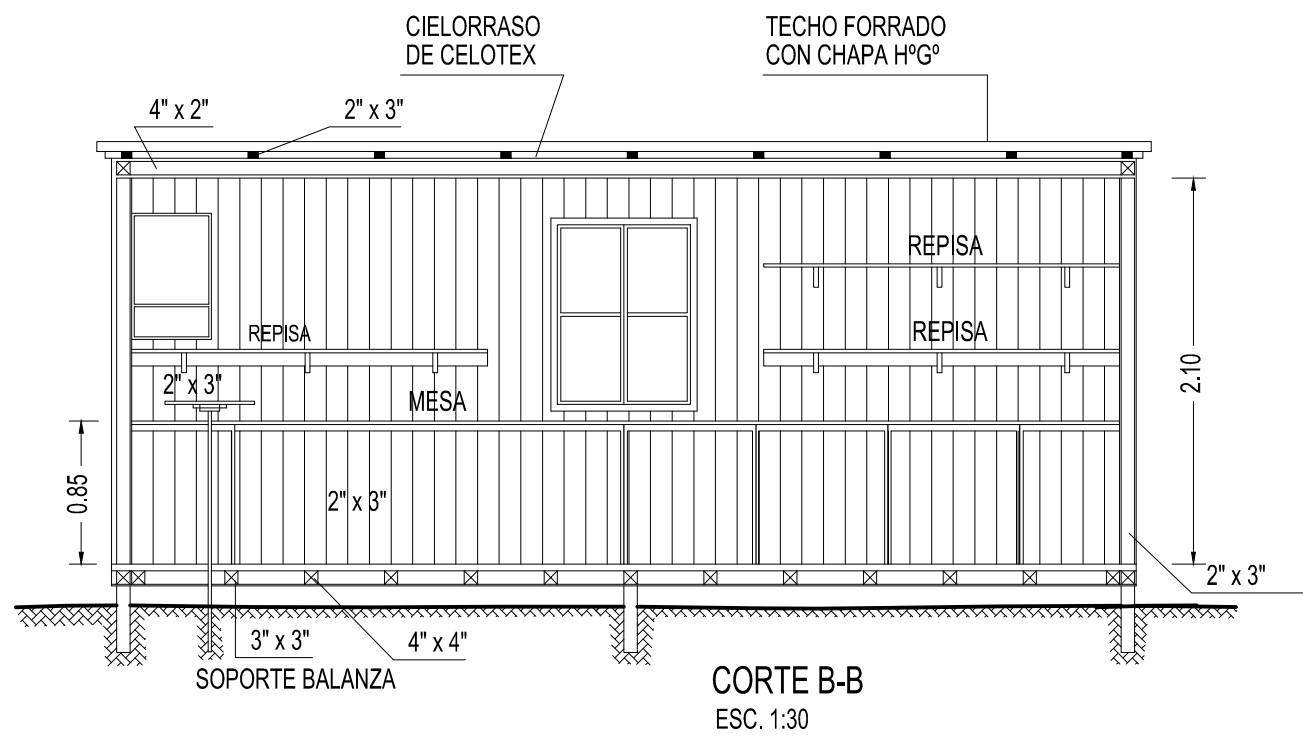 CIELORRASO
DE CELOTEX
TECHO FORRADO
CON CHAPA HºGº
4" x 2"
2" x 3"
REPISA
REPISA
REPISA
2" x 3"
MESA
2.10
0.85
2" x 3"
2" x 3"
3" x 3"
4" x 4"
SOPORTE BALANZA
CORTE B-B
ESC. 1:30